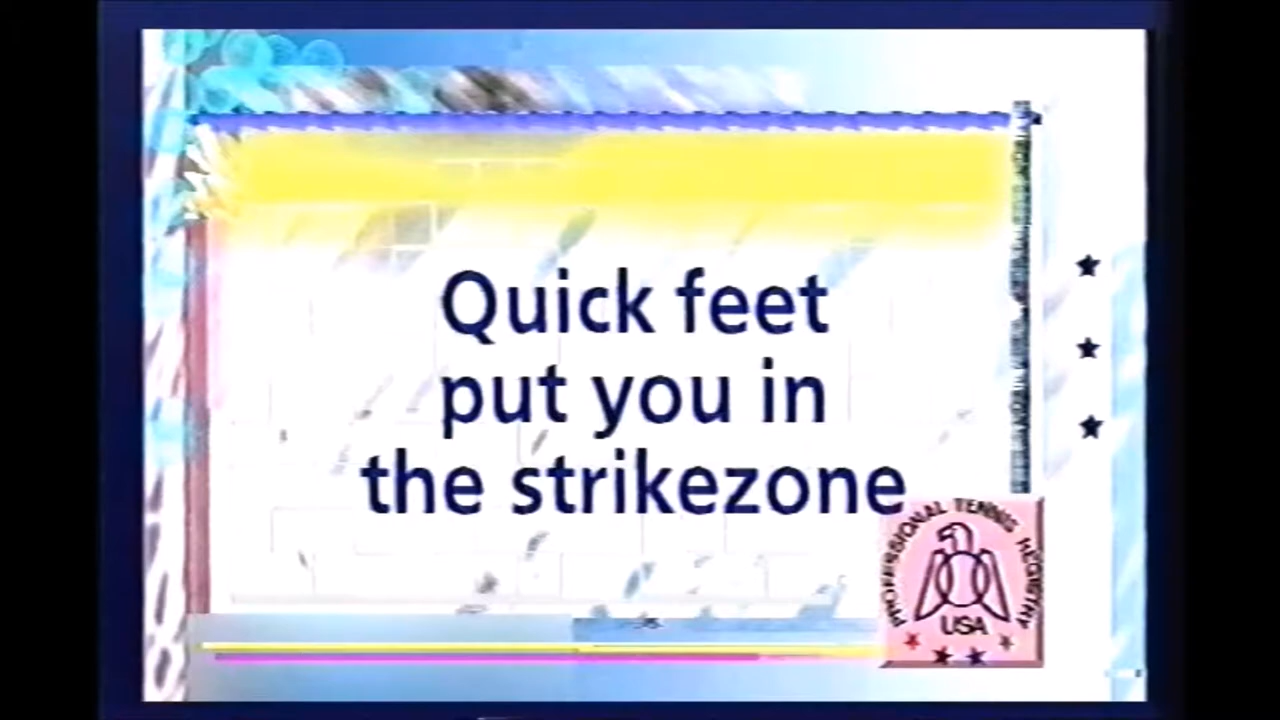 Quick feet
put you in
the strikezone
PROFESSIONAL TENNIS REGISTRY
USA